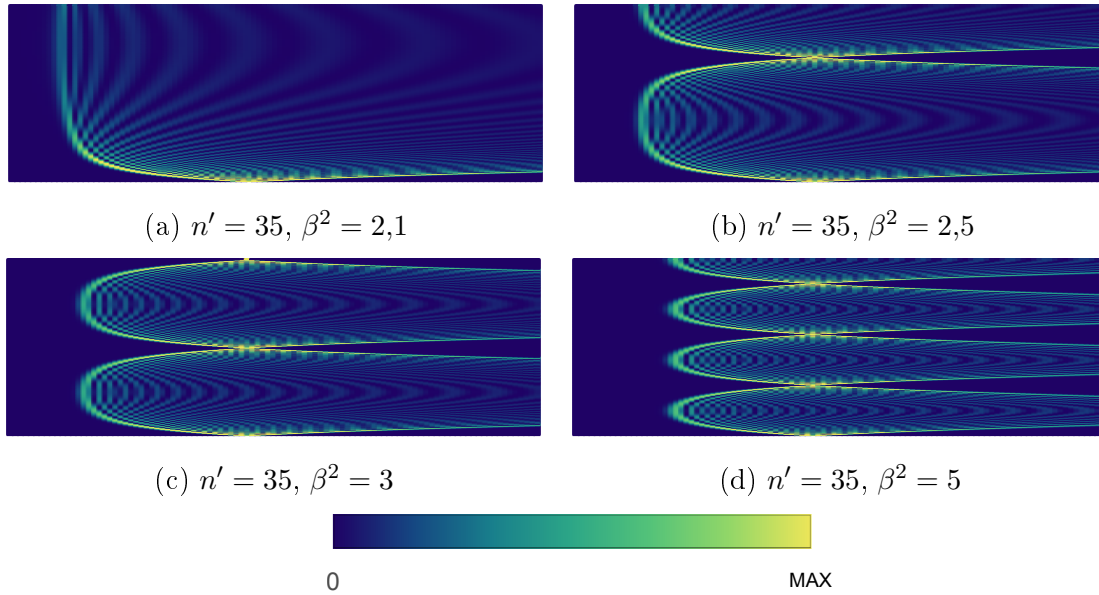 (a) n′ = 35, β² = 2,1
(b) n′ = 35, β² = 2,5
(c) n′ = 35, β² = 3
(d) n′ = 35, β² = 5
0 MAX